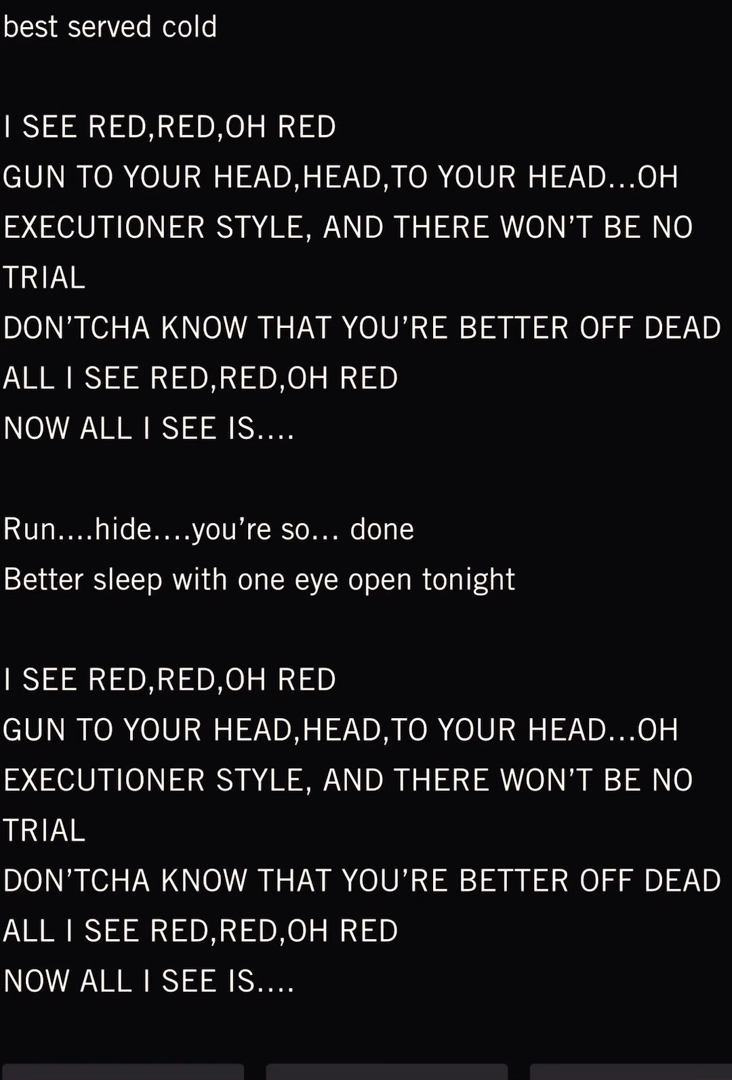 best served cold
I SEE RED,RED,OH RED
GUN TO YOUR HEAD,HEAD,TO YOUR HEAD...OH
EXECUTIONER STYLE, AND THERE WON'T BE NO
TRIAL
DON'TCHA KNOW THAT YOU'RE BETTER OFF DEAD
ALL I SEE RED,RED,OH RED
NOW ALL I SEE IS....
Run....hide....you're so... done
Better sleep with one eye open tonight
I SEE RED,RED,OH RED
GUN TO YOUR HEAD,HEAD,TO YOUR HEAD...OH
EXECUTIONER STYLE, AND THERE WON'T BE NO
TRIAL
DON'TCHA KNOW THAT YOU'RE BETTER OFF DEAD
ALL I SEE RED,RED,OH RED
NOW ALL I SEE IS....